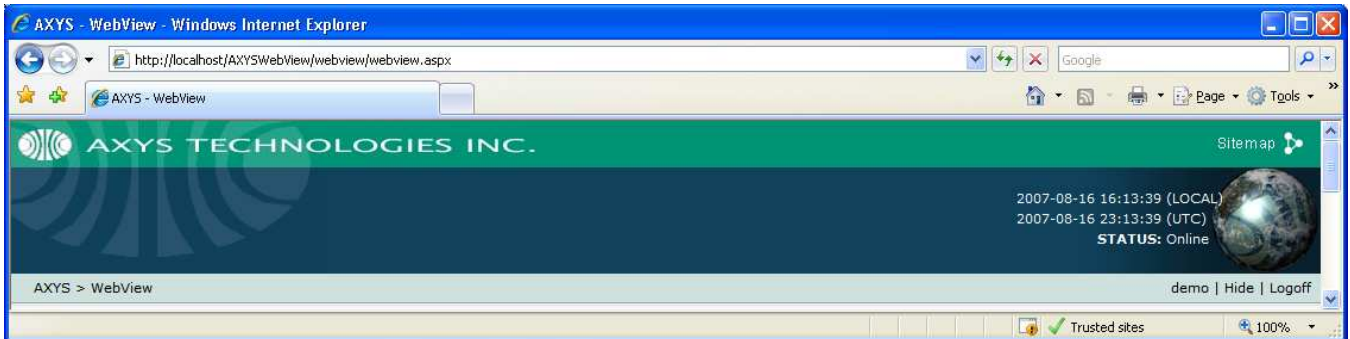 AXYS - WebView - Windows Internet Explorer
http://localhost/AXYSWebView/webview/webview.aspx Google
AXYS - WebView Page Tools »
AXYS TECHNOLOGIES INC. Sitemap
2007-08-16 16:13:39 (LOCAL)
2007-08-16 23:13:39 (UTC)
STATUS: Online
AXYS > WebView demo | Hide | Logoff
Trusted sites 100%